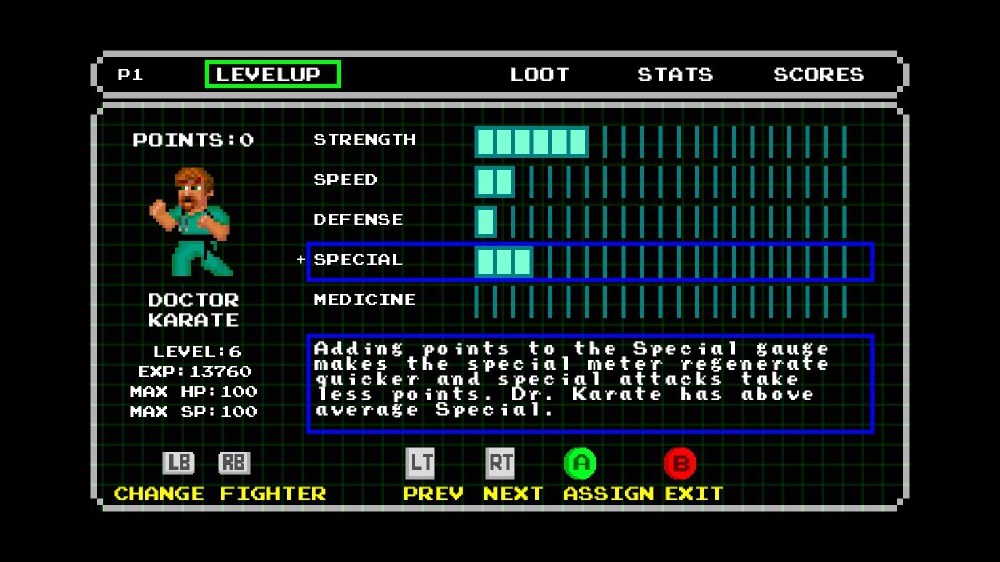 P1 LEVELUP LOOT STATS SCORES
POINTS:0
STRENGTH
SPEED
DEFENSE
+ SPECIAL
MEDICINE
DOCTOR
KARATE
LEVEL:6
EXP:13760
MAX HP:100
MAX SP:100
Adding points to the Special gauge
makes the special meter regenerate
quicker and special attacks take
less points. Dr. Karate has above
average Special.
LB RB LT RT A B
CHANGE FIGHTER PREV NEXT ASSIGN EXIT